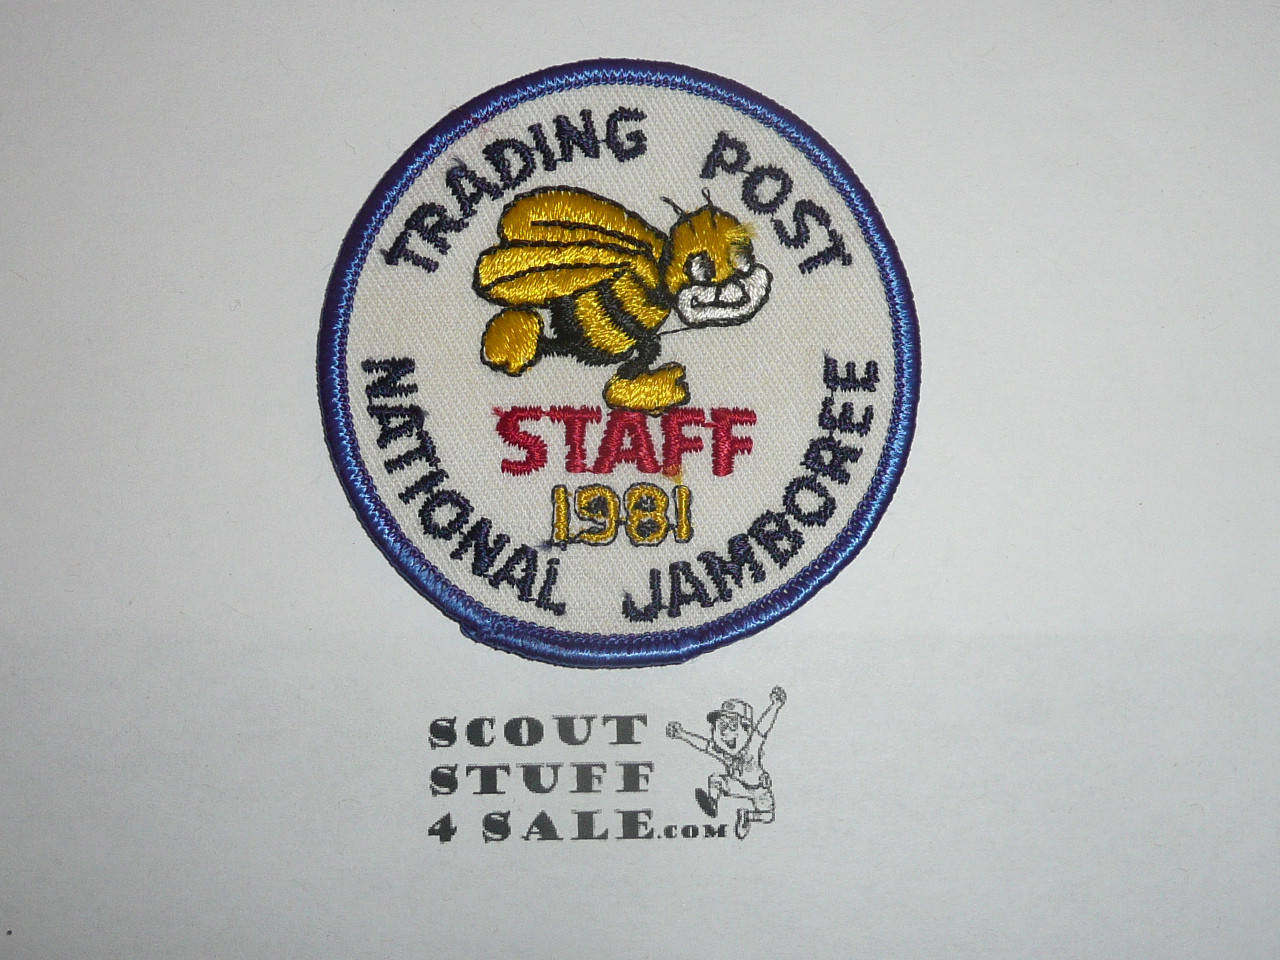 TRADING POST
STAFF
1981
NATIONAL JAMBOREE
SCOUT
STUFF
4 SALE.COM